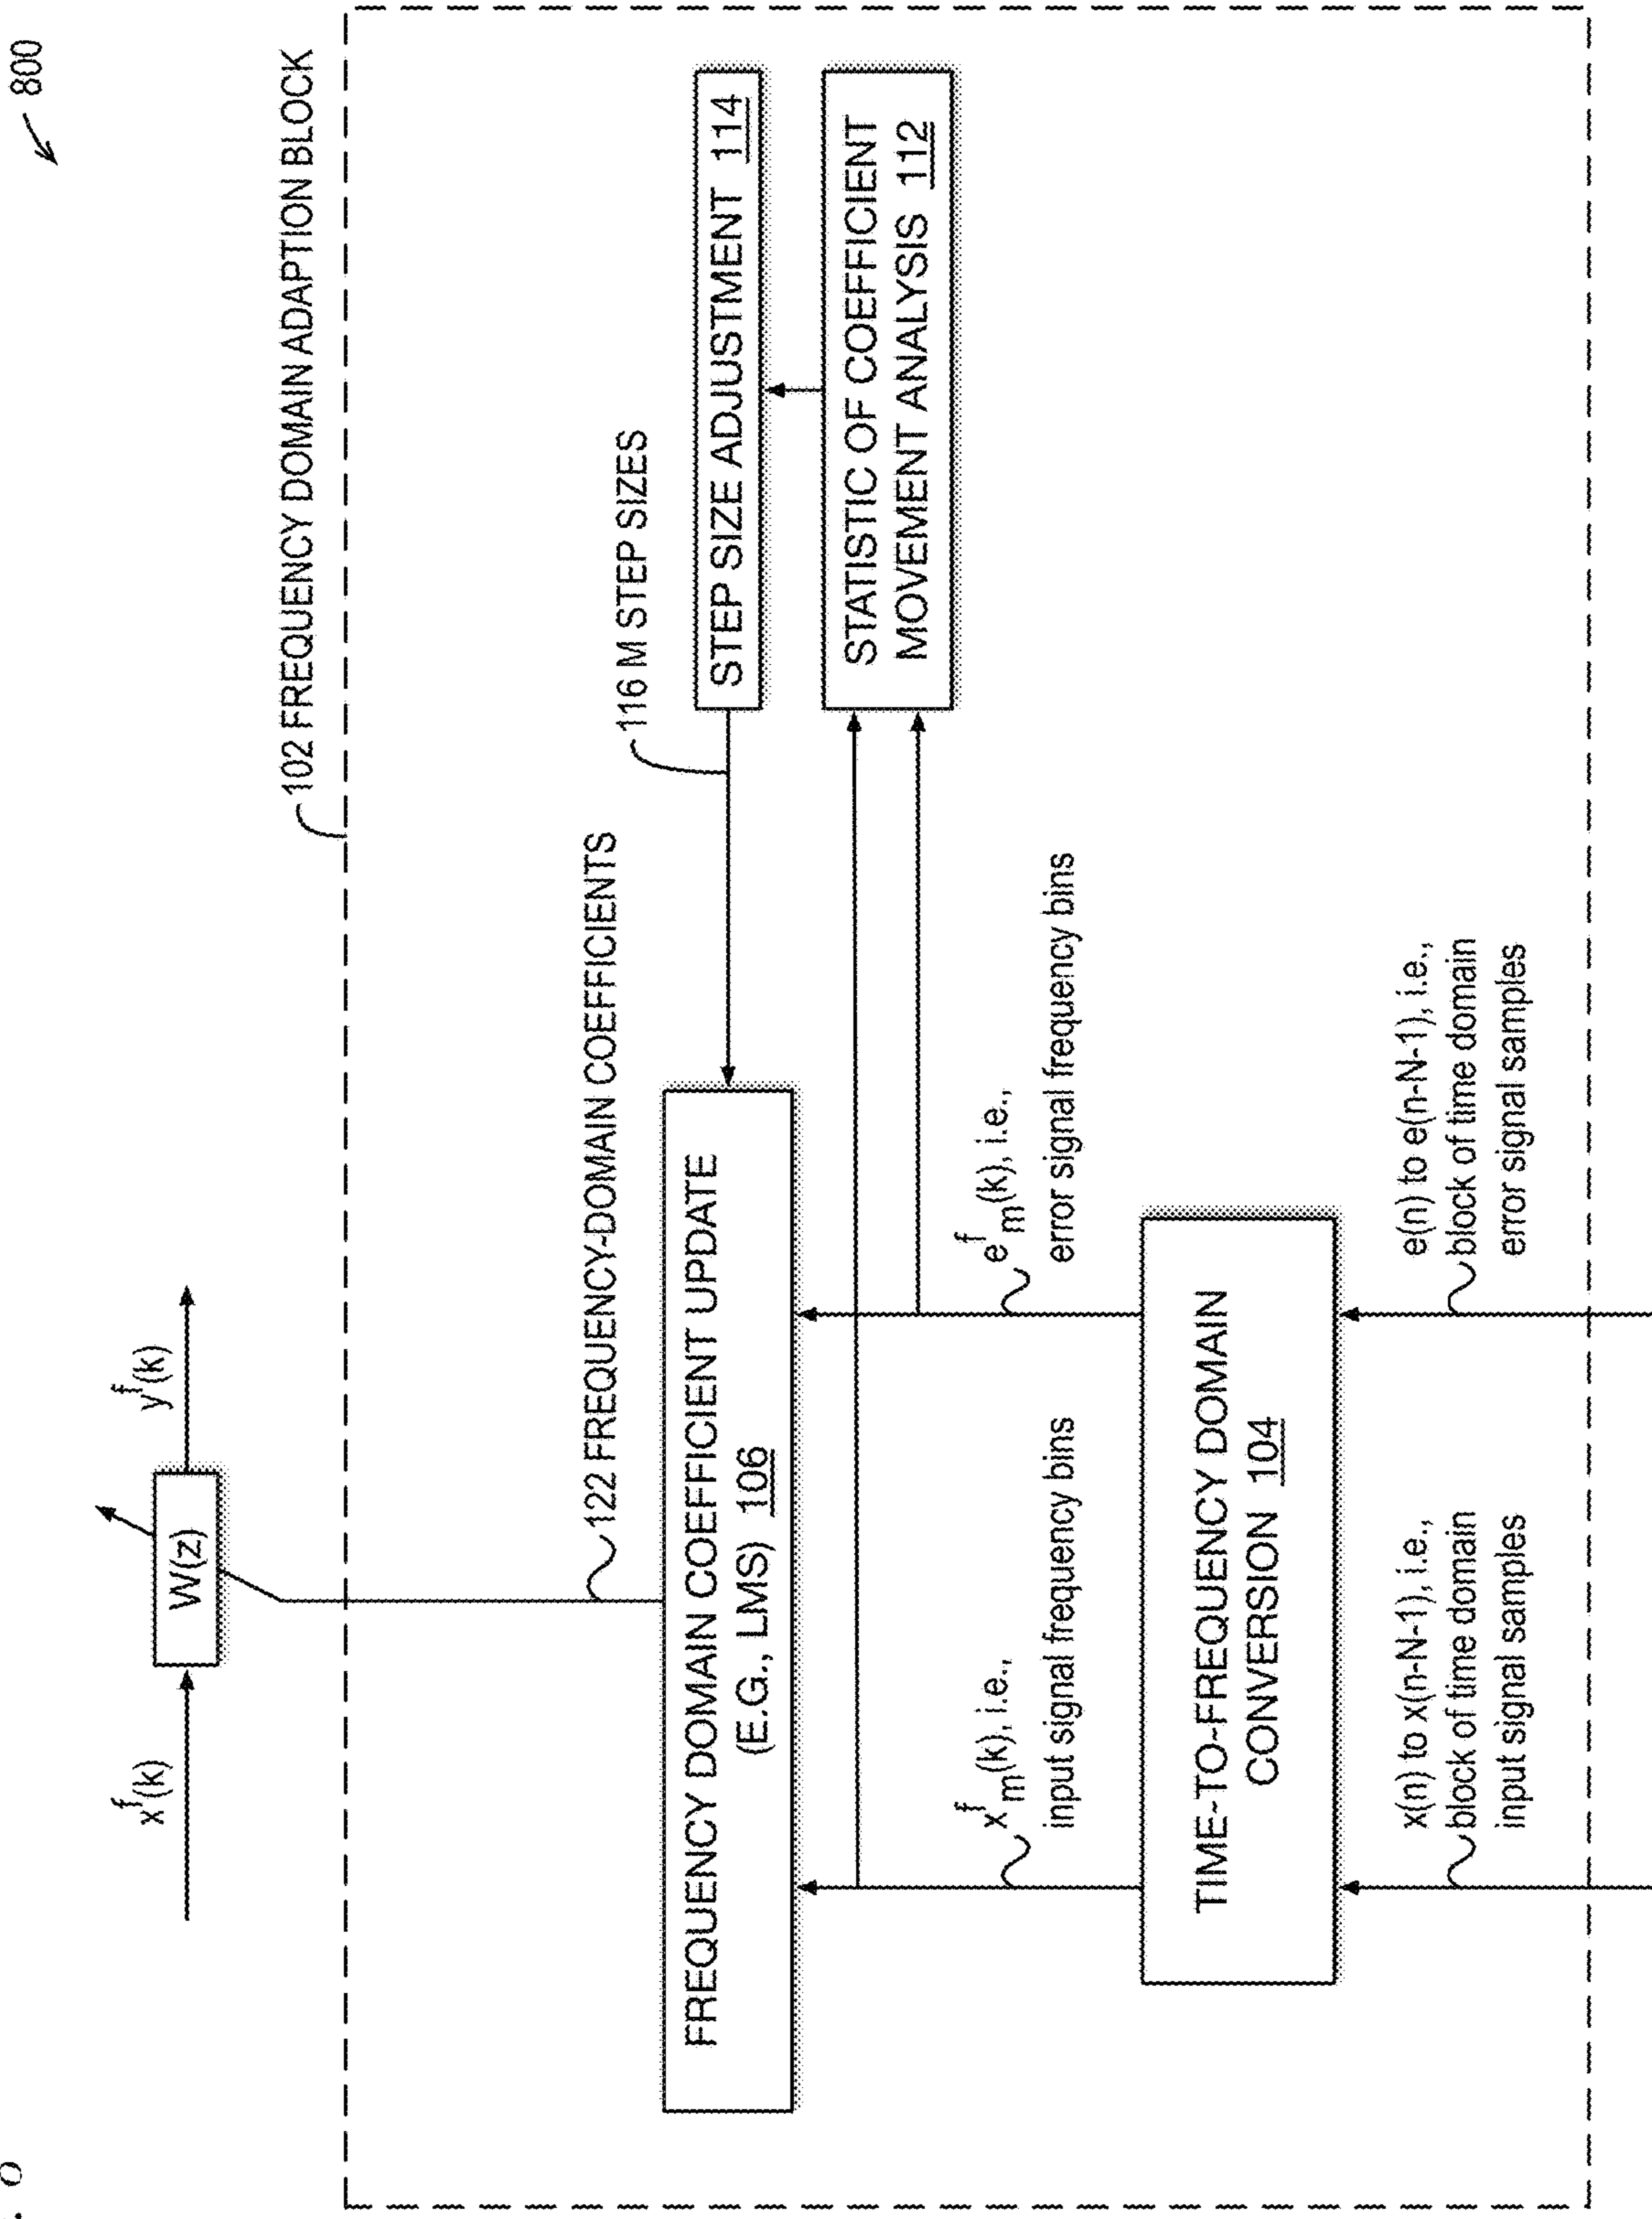 . 8
800
x^f(k)
W(z)
y^f(k)
102 FREQUENCY DOMAIN ADAPTION BLOCK
122 FREQUENCY-DOMAIN COEFFICIENTS
116 M STEP SIZES
FREQUENCY DOMAIN COEFFICIENT UPDATE
(E.G., LMS) 106
STEP SIZE ADJUSTMENT 114
STATISTIC OF COEFFICIENT
MOVEMENT ANALYSIS 112
x^f_m(k), i.e.,
input signal frequency bins
e^f_m(k), i.e.,
error signal frequency bins
TIME-TO-FREQUENCY DOMAIN
CONVERSION 104
x(n) to x(n-N-1), i.e.,
block of time domain
input signal samples
e(n) to e(n-N-1), i.e.,
block of time domain
error signal samples